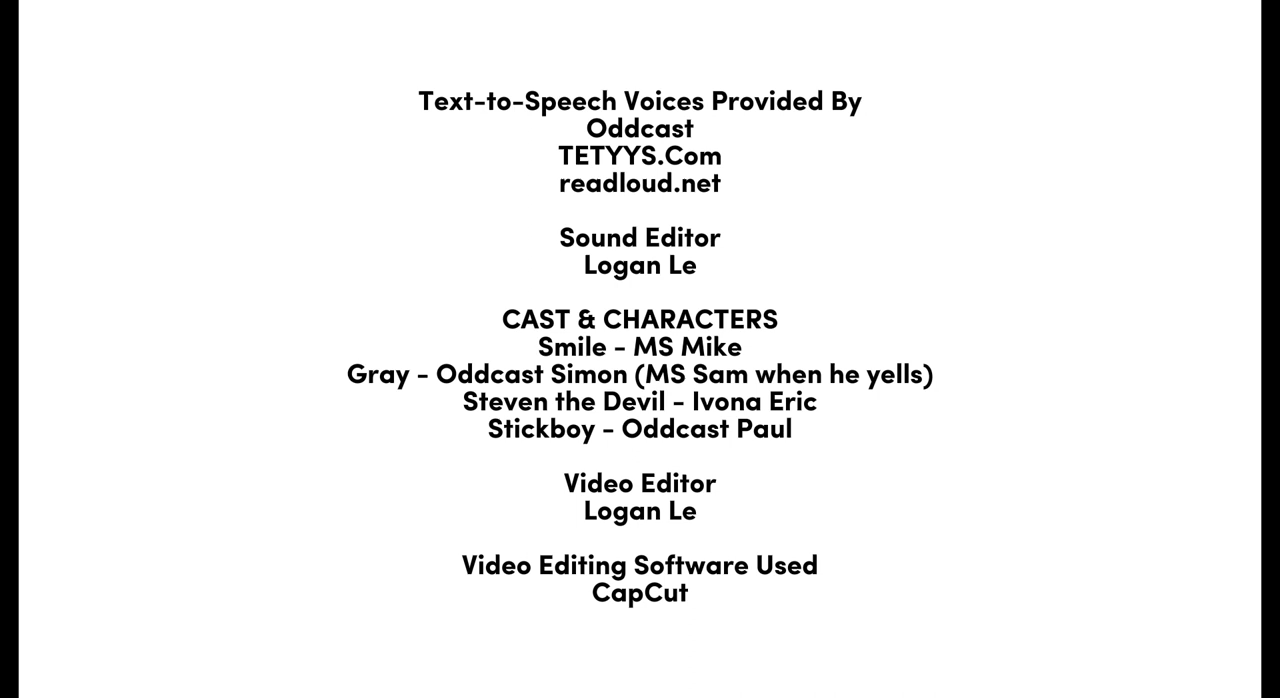 Text-to-Speech Voices Provided By
Oddcast
TETYYS.Com
readloud.net
Sound Editor
Logan Le
CAST & CHARACTERS
Smile - MS Mike
Gray - Oddcast Simon (MS Sam when he yells)
Steven the Devil - Ivona Eric
Stickboy - Oddcast Paul
Video Editor
Logan Le
Video Editing Software Used
CapCut